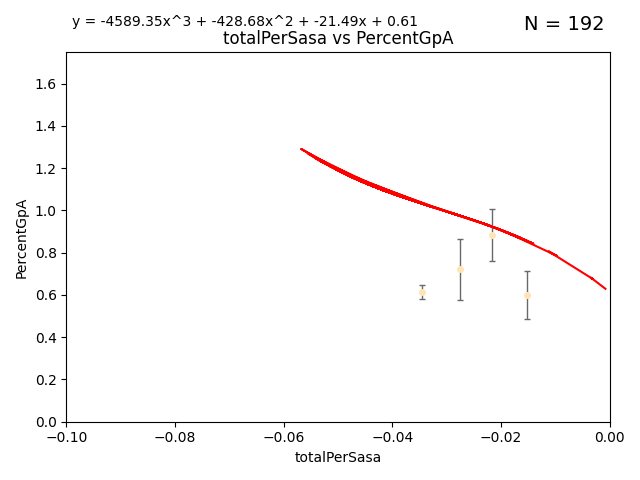 y = -4589.35x^3 + -428.68x^2 + -21.49x + 0.61
N = 192
totalPerSasa vs PercentGpA
1.6
1.4
1.2
1.0
0.8
0.6
0.4
0.2
0.0
PercentGpA
−0.10 −0.08 −0.06 −0.04 −0.02 0.00
totalPerSasa